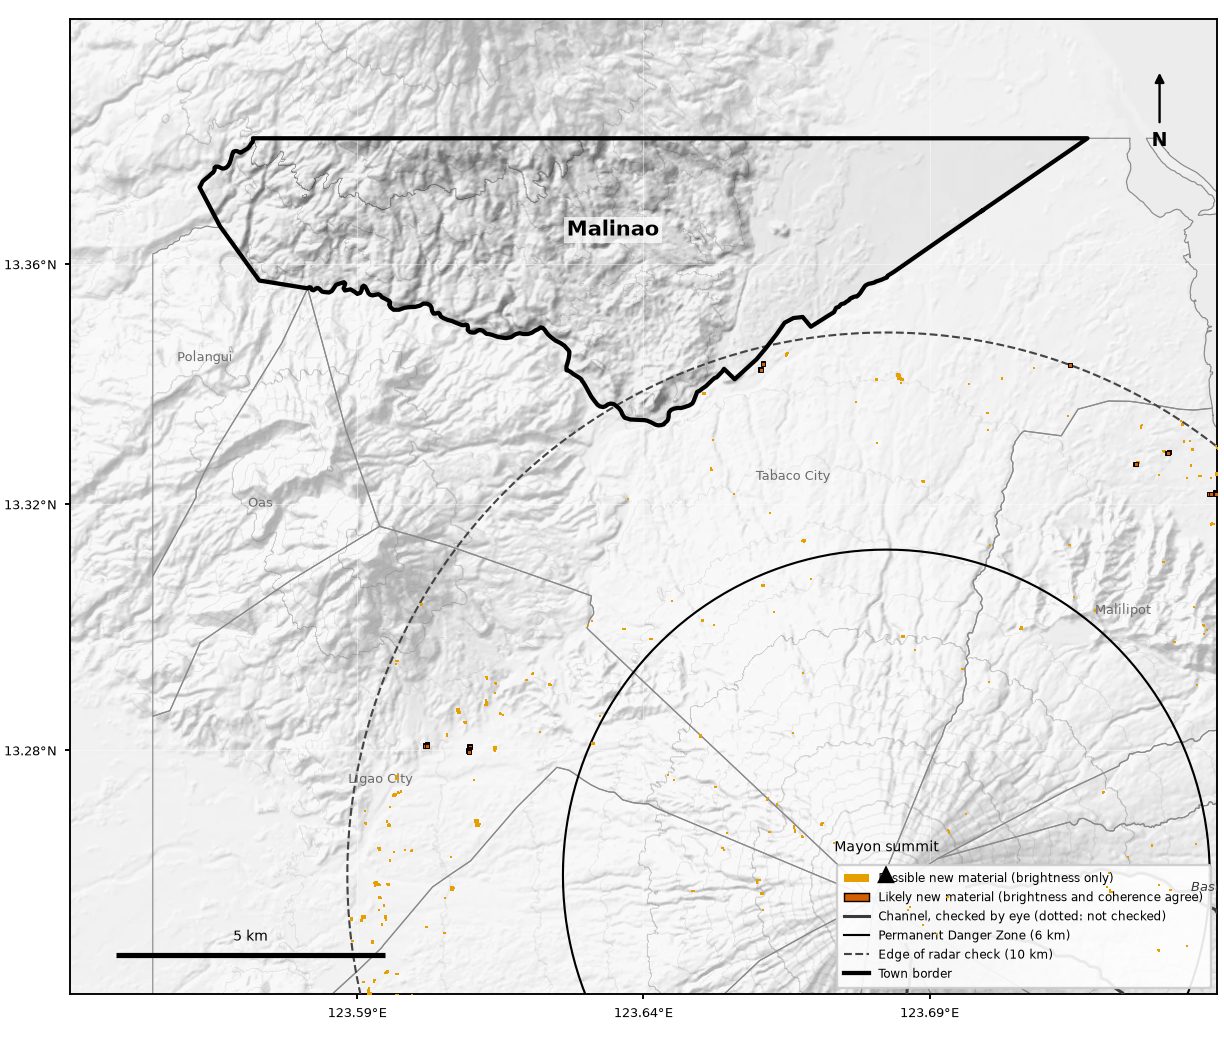 N
Malinao
13.36°N
Polangui
Tabaco City
Oas
13.32°N
Malilipot
13.28°N
Ligao City
Mayon summit
Possible new material (brightness only)
Likely new material (brightness and coherence agree)
Bas
Channel, checked by eye (dotted: not checked)
Permanent Danger Zone (6 km)
5 km
Edge of radar check (10 km)
Town border
123.59°E
123.64°E
123.69°E